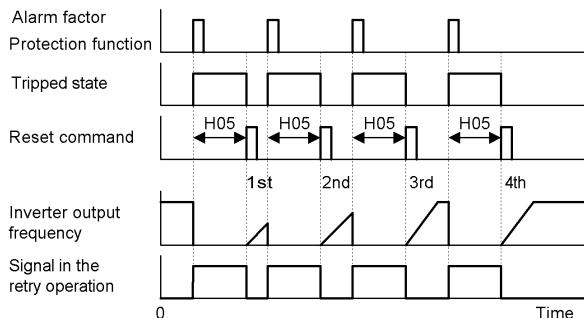 Alarm factor
Protection function
Tripped state
H05 H05 H05 H05
Reset command
1st 2nd 3rd 4th
Inverter output
frequency
Signal in the
retry operation
0 Time